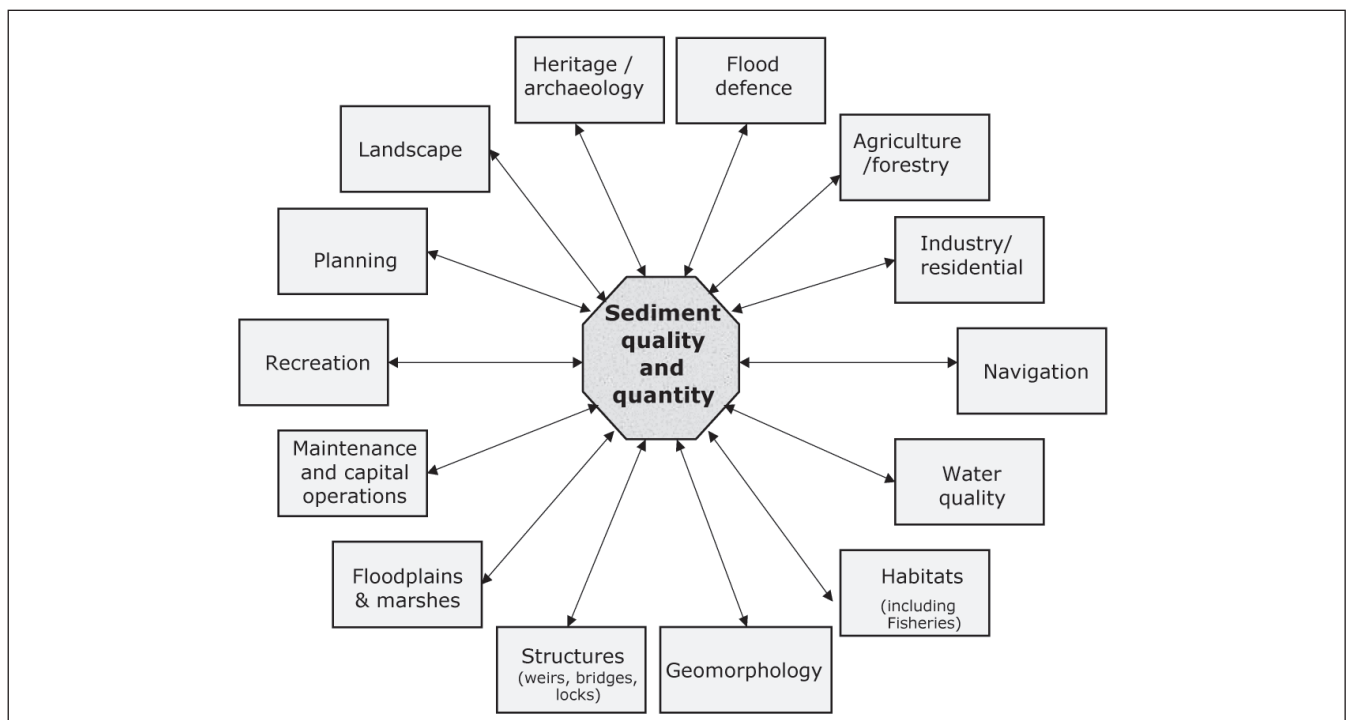 Heritage /
archaeology
Flood
defence
Landscape
Agriculture
/forestry
Planning
Industry/
residential
Sediment
quality
and
quantity
Recreation
Navigation
Maintenance
and capital
operations
Water
quality
Floodplains
& marshes
Habitats
(including
Fisheries)
Structures
(weirs, bridges,
locks)
Geomorphology